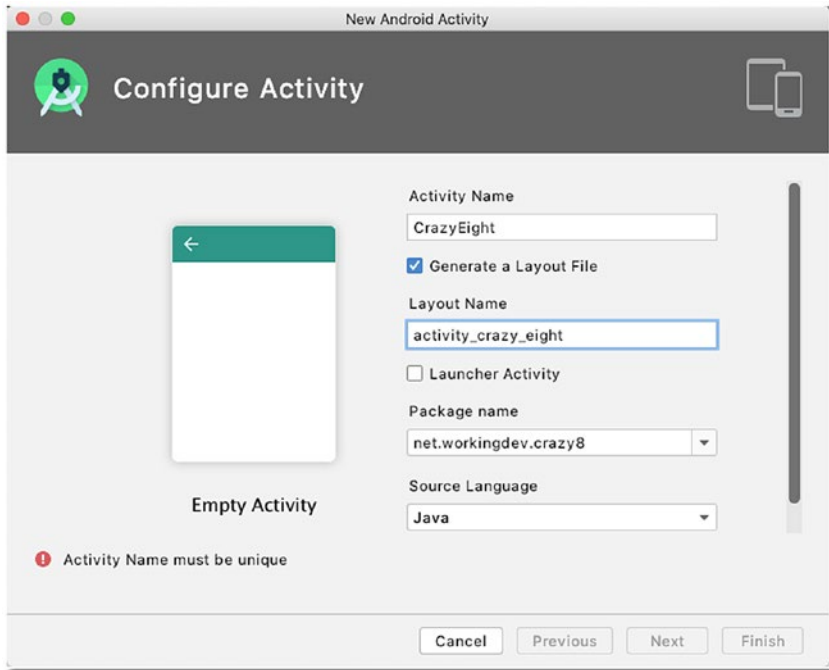 New Android Activity
Configure Activity
Activity Name
CrazyEight
Generate a Layout File
Layout Name
activity_crazy_eight
Launcher Activity
Package name
net.workingdev.crazy8
Source Language
Java
Empty Activity
Activity Name must be unique
Cancel
Previous
Next
Finish